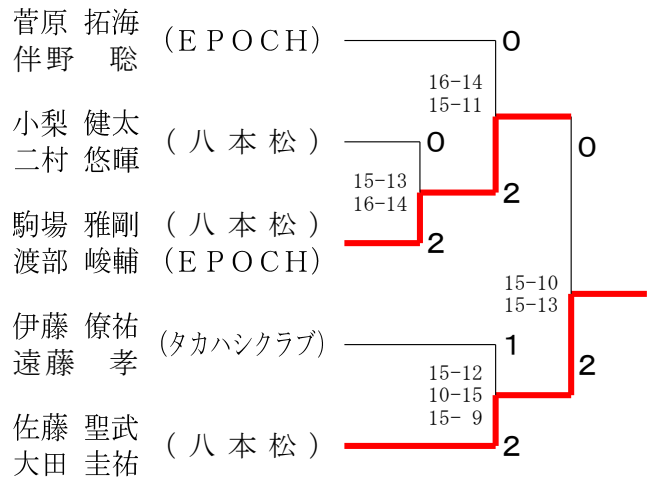 菅原 拓海
伴野 聡
(EPOCH)
0
16-14
15-11
小梨 健太
二村 悠暉
(八本松)
0
15-13
16-14
2
0
駒場 雅剛 (八本松)
渡部 峻輔 (EPOCH)
2
15-10
15-13
伊藤 僚祐
遠藤 孝
(タカハシクラブ)
1
15-12
10-15
15- 9
2
佐藤 聖武
大田 圭祐
(八本松)
2